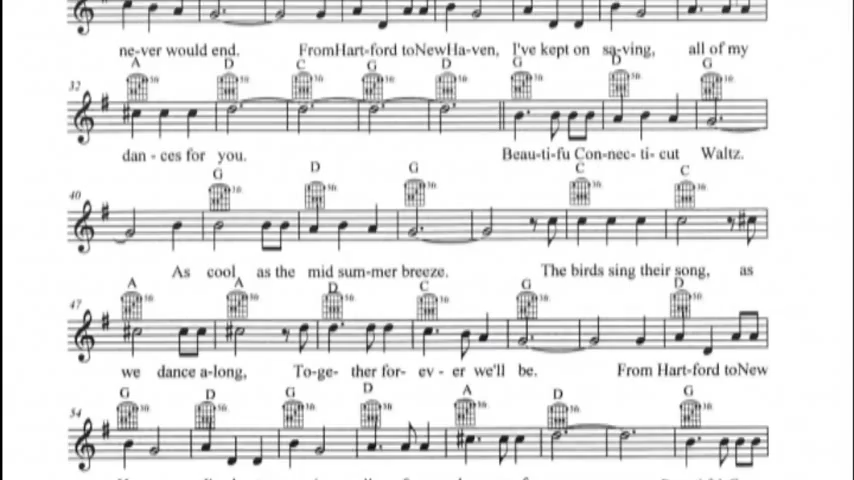 ne-ver would end. FromHart-ford toNewHa-ven, I've kept on sa-ving, all of my
A D C G D G D G
32
dan - ces for you. Beau-ti-fu Con-nec- ti- cut Waltz.
G D G C C
40
As cool as the mid sum-mer breeze. The birds sing their song, as
A A D C G D
47
we dance a-long, To-ge- ther for- ev - er we'll be. From Hart-ford toNew
G D G D A D G
54